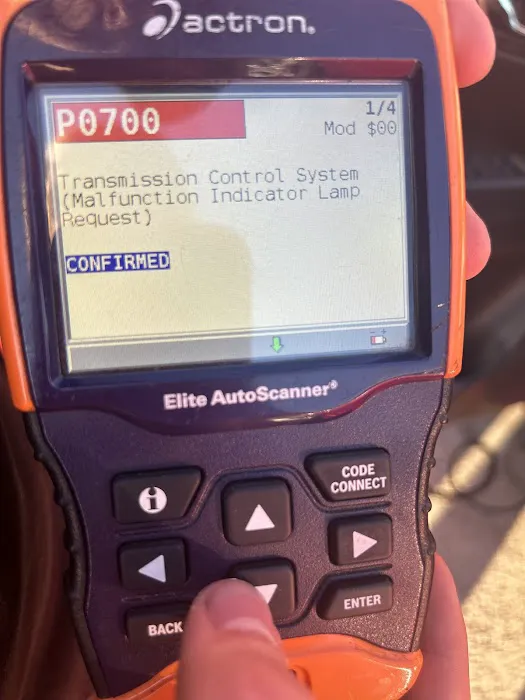 actron®
P0700
1/4
Mod $00
Transmission Control System
(Malfunction Indicator Lamp
Request)
CONFIRMED
Elite AutoScanner®
i
CODE
CONNECT
ENTER
BACK